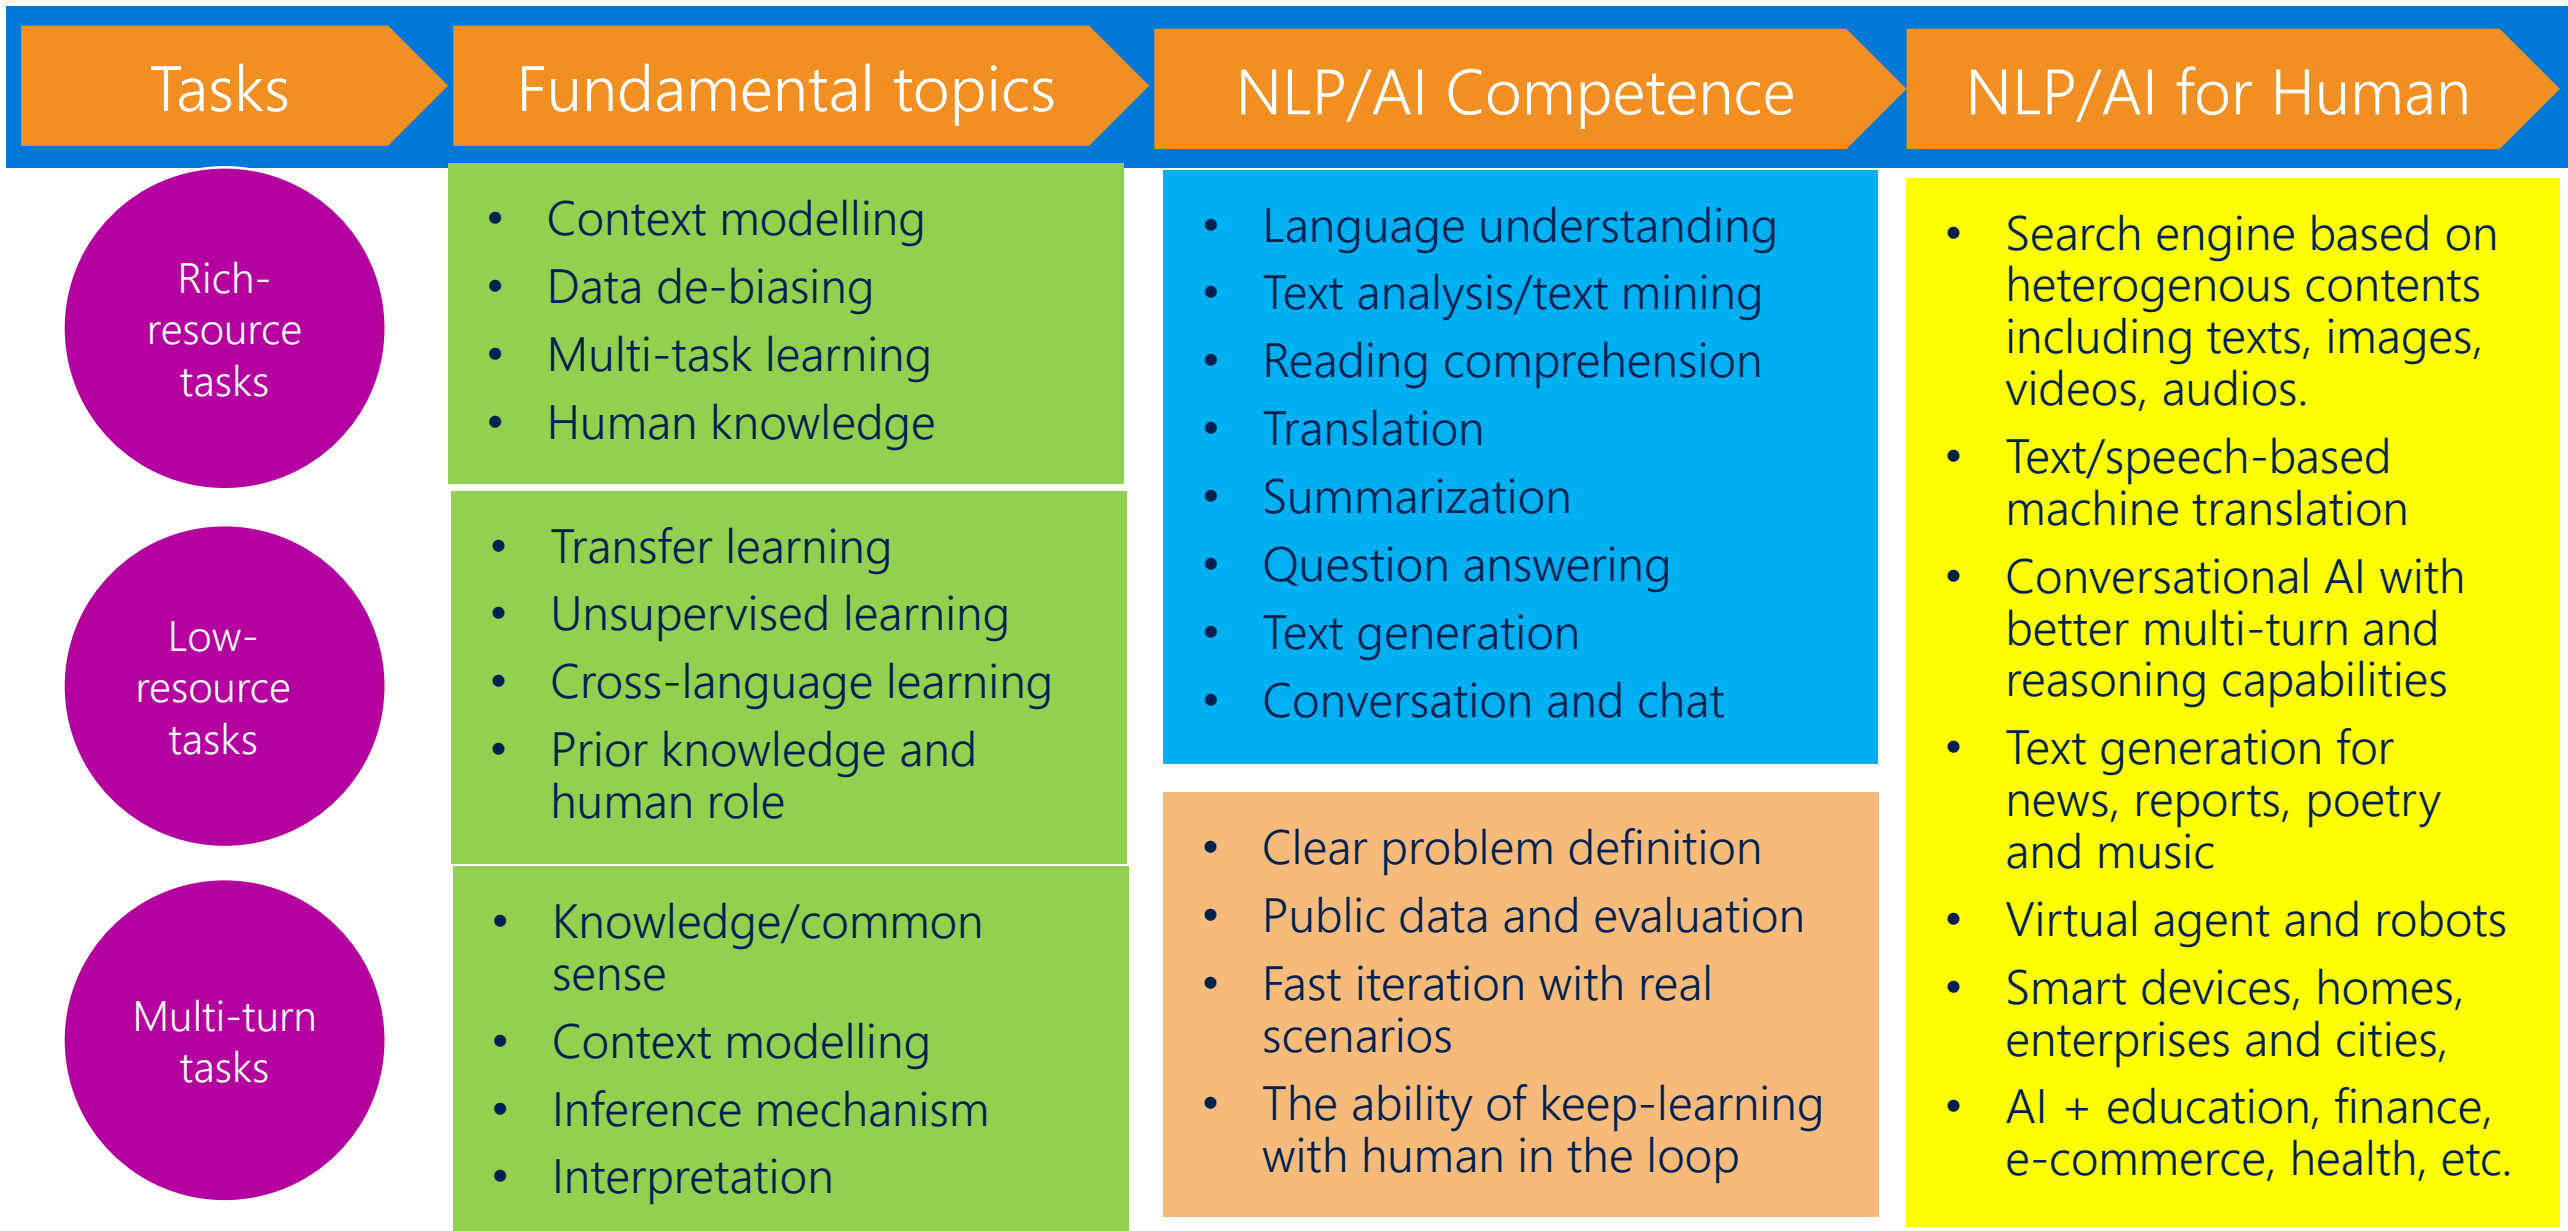 Tasks
Fundamental topics
NLP/AI Competence
NLP/AI for Human
Rich-
resource
tasks
• Context modelling
• Data de-biasing
• Multi-task learning
• Human knowledge
Low-
resource
tasks
• Transfer learning
• Unsupervised learning
• Cross-language learning
• Prior knowledge and
human role
Multi-turn
tasks
• Knowledge/common
sense
• Context modelling
• Inference mechanism
• Interpretation
• Language understanding
• Text analysis/text mining
• Reading comprehension
• Translation
• Summarization
• Question answering
• Text generation
• Conversation and chat
• Clear problem definition
• Public data and evaluation
• Fast iteration with real
scenarios
• The ability of keep-learning
with human in the loop
• Search engine based on
heterogenous contents
including texts, images,
videos, audios.
• Text/speech-based
machine translation
• Conversational AI with
better multi-turn and
reasoning capabilities
• Text generation for
news, reports, poetry
and music
• Virtual agent and robots
• Smart devices, homes,
enterprises and cities,
• AI + education, finance,
e-commerce, health, etc.